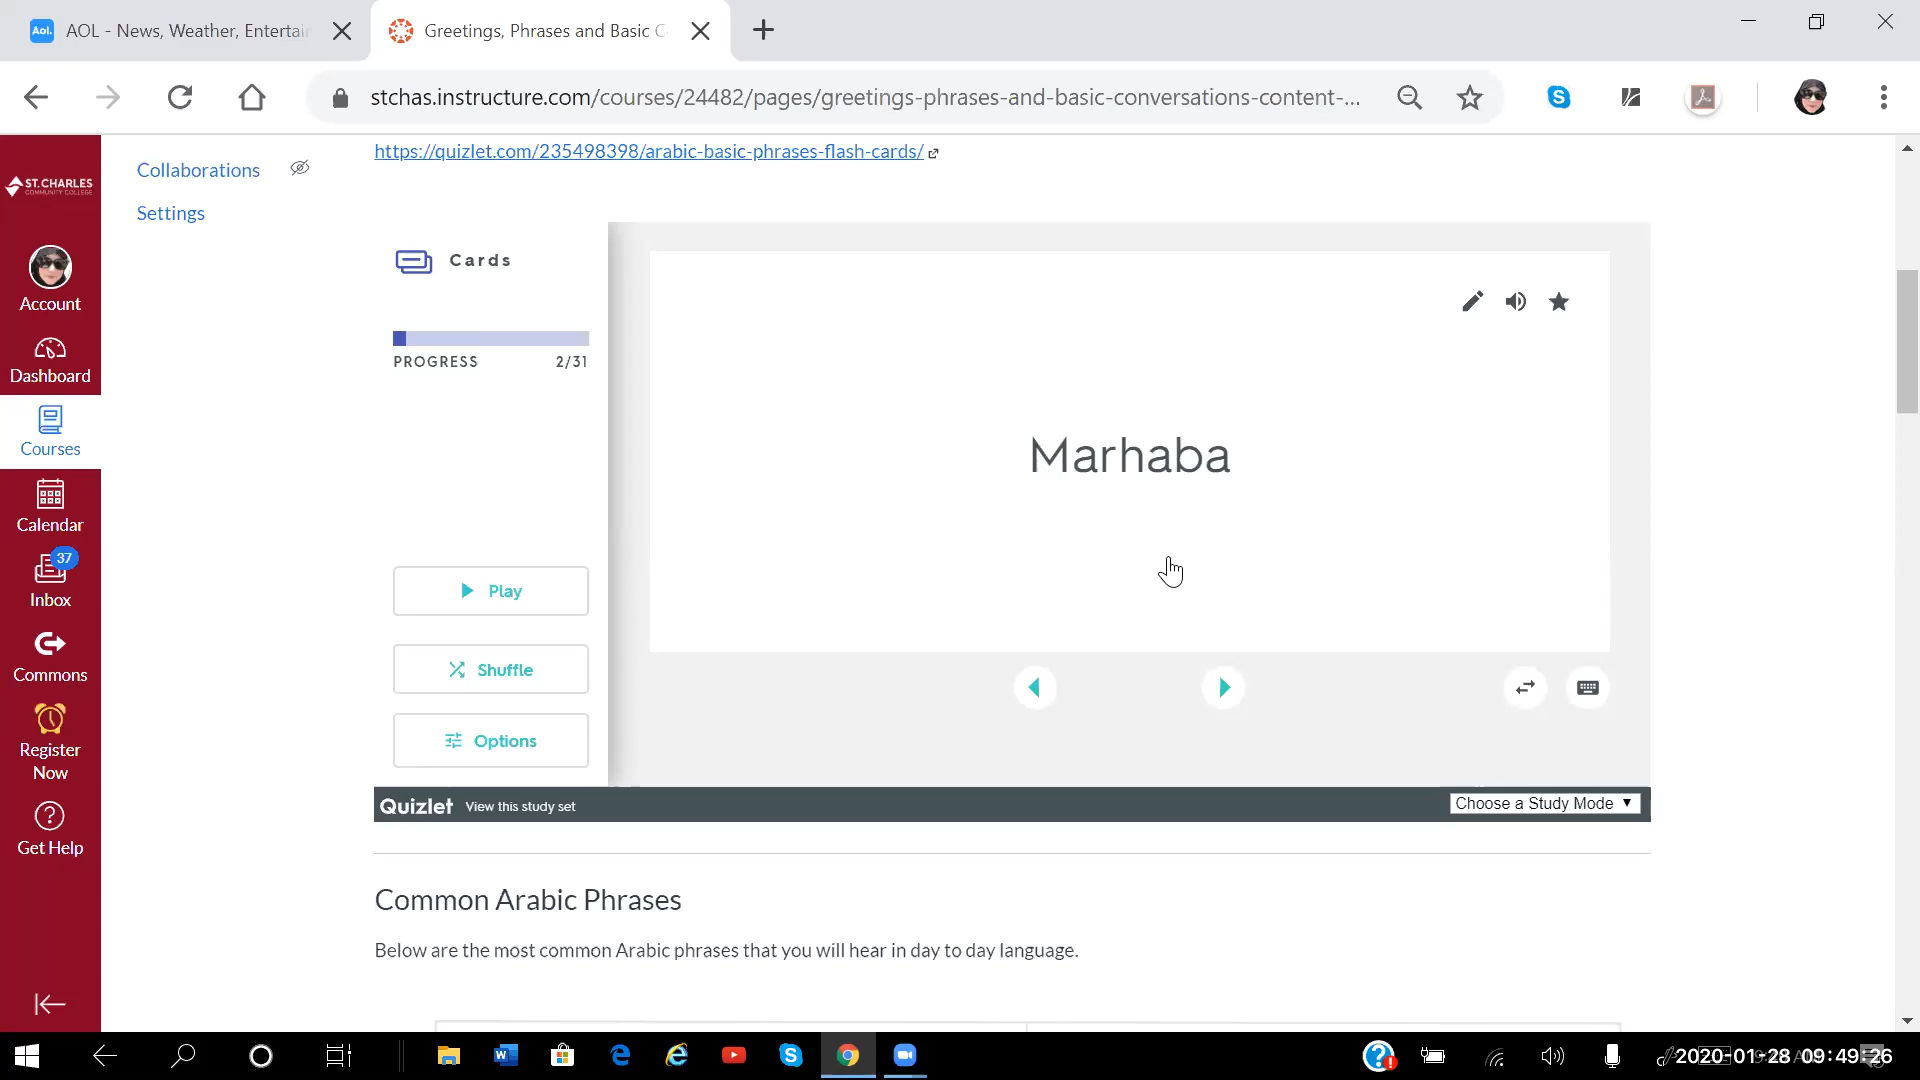 Aol.
AOL - News, Weather, Entertain
Greetings, Phrases and Basic C
stchas.instructure.com/courses/24482/pages/greetings-phrases-and-basic-conversations-content-...
ST.CHARLES
COMMUNITY COLLEGE
Account
Dashboard
Courses
Calendar
37
Inbox
Commons
Register
Now
Get Help
Collaborations
Settings
https://quizlet.com/235498398/arabic-basic-phrases-flash-cards/
Cards
PROGRESS 2/31
Play
Shuffle
Options
Marhaba
Quizlet View this study set
Choose a Study Mode
Common Arabic Phrases
Below are the most common Arabic phrases that you will hear in day to day language.
2020-01-28 09:49:26